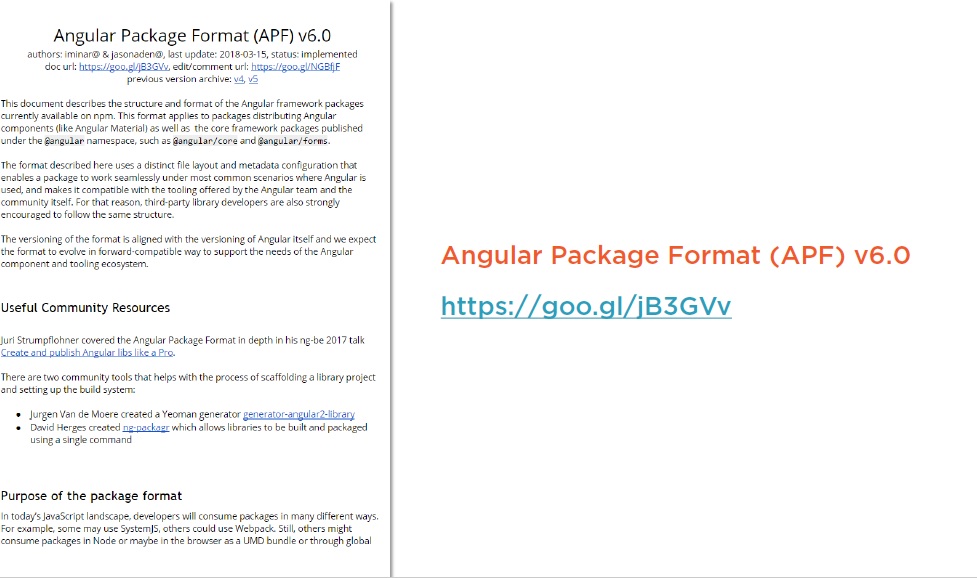 Angular Package Format (APF) v6.0
authors: iminar@ & jasonaden@, last update: 2018-03-15, status: implemented
doc url: https://goo.gl/jB3GVv, edit/comment url: https://goo.gl/NGBfjF
previous version archive: v4, v5
This document describes the structure and format of the Angular framework packages
currently available on npm. This format applies to packages distributing Angular
components (like Angular Material) as well as the core framework packages published
under the @angular namespace, such as @angular/core and @angular/forms.
The format described here uses a distinct file layout and metadata configuration that
enables a package to work seamlessly under most common scenarios where Angular is
used, and makes it compatible with the tooling offered by the Angular team and the
community itself. For that reason, third-party library developers are also strongly
encouraged to follow the same structure.
The versioning of the format is aligned with the versioning of Angular itself and we expect
the format to evolve in forward-compatible way to support the needs of the Angular
component and tooling ecosystem.
Useful Community Resources
Juri Strumpflohner covered the Angular Package Format in depth in his ng-be 2017 talk
Create and publish Angular libs like a Pro.
There are two community tools that helps with the process of scaffolding a library project
and setting up the build system:
● Jurgen Van de Moere created a Yeoman generator generator-angular2-library
● David Herges created ng-packagr which allows libraries to be built and packaged
using a single command
Purpose of the package format
In today's JavaScript landscape, developers will consume packages in many different ways.
For example, some may use SystemJS, others could use Webpack. Still, others might
consume packages in Node or maybe in the browser as a UMD bundle or through global
Angular Package Format (APF) v6.0
https://goo.gl/jB3GVv